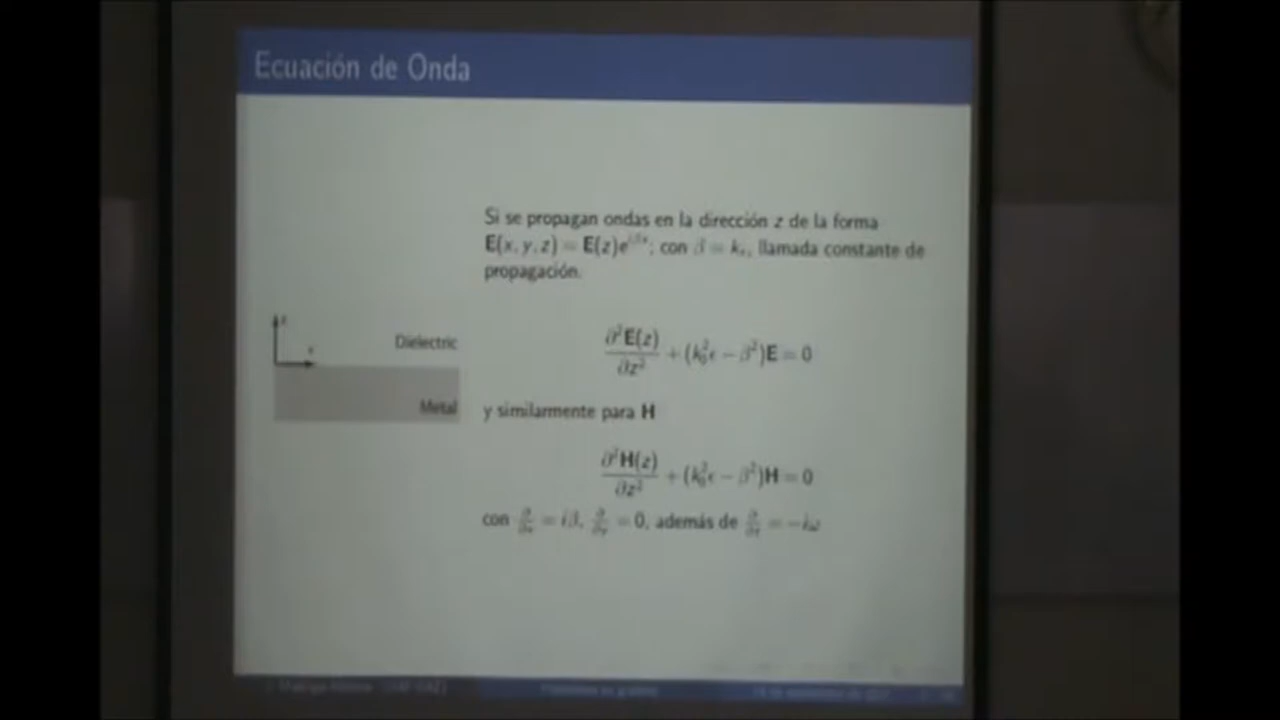 Ecuación de Onda
Si se propagan ondas en la dirección z de la forma
E(x, y, z) = E(z)e^{iβx}; con β = kₓ, llamada constante de
propagación.
z
x
Dielectric
Metal
∂²E(z)/∂z² + (k₀²ε − β²)E = 0
y similarmente para H
∂²H(z)/∂z² + (k₀²ε − β²)H = 0
con ∂/∂x = iβ, ∂/∂y = 0, además de ∂/∂t = −iω